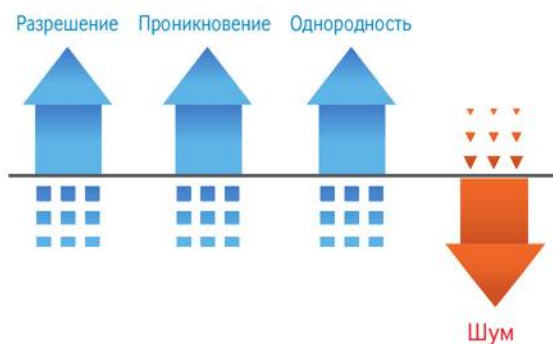 Разрешение
Проникновение
Однородность
Шум